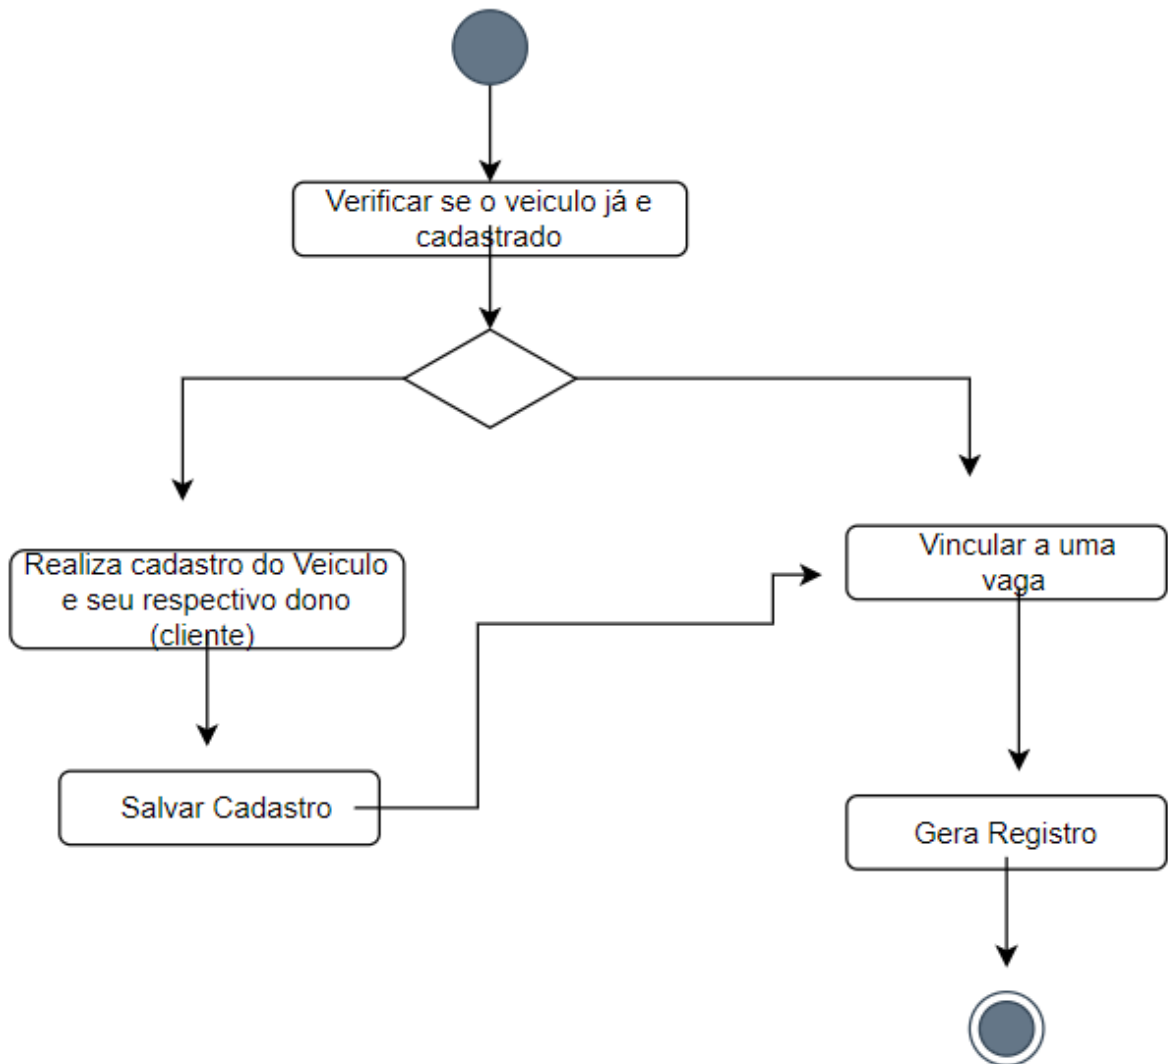 Verificar se o veiculo já e
cadastrado
Realiza cadastro do Veiculo
e seu respectivo dono
(cliente)
Vincular a uma
vaga
Salvar Cadastro
Gera Registro